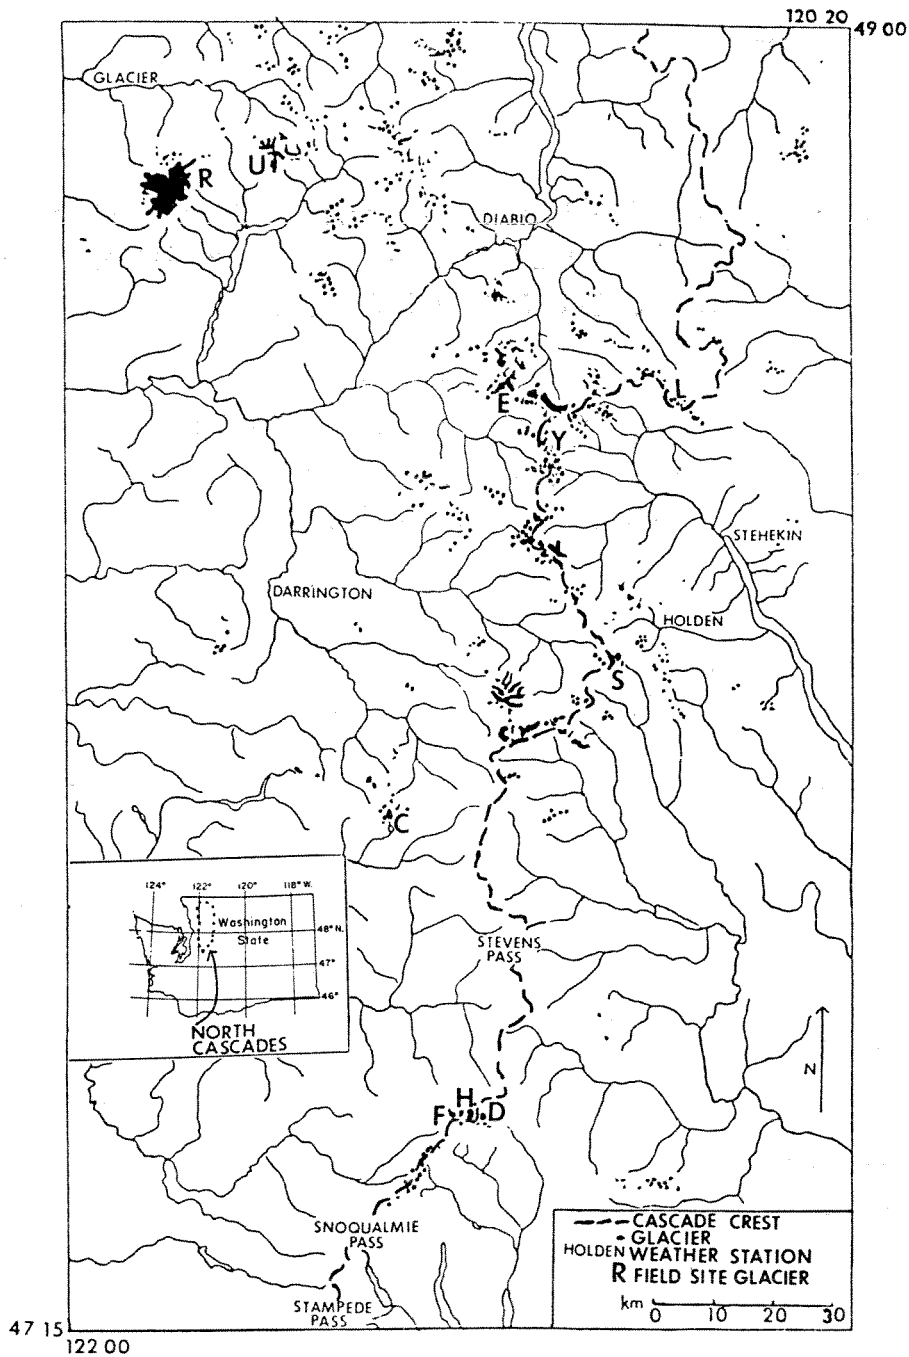 120 20
49 00
GLACIER
U
R
DIABLO
L
E
Y
STEHEKIN
DARRINGTON
HOLDEN
S
C
124°
122°
120°
118° W.
Washington
State
48° N.
47°
46°
NORTH
CASCADES
STEVENS
PASS
N
H
F
D
SNOQUALMIE
PASS
STAMPEDE
PASS
CASCADE CREST
GLACIER
HOLDEN WEATHER STATION
R FIELD SITE GLACIER
km
0 10 20 30
47 15
122 00